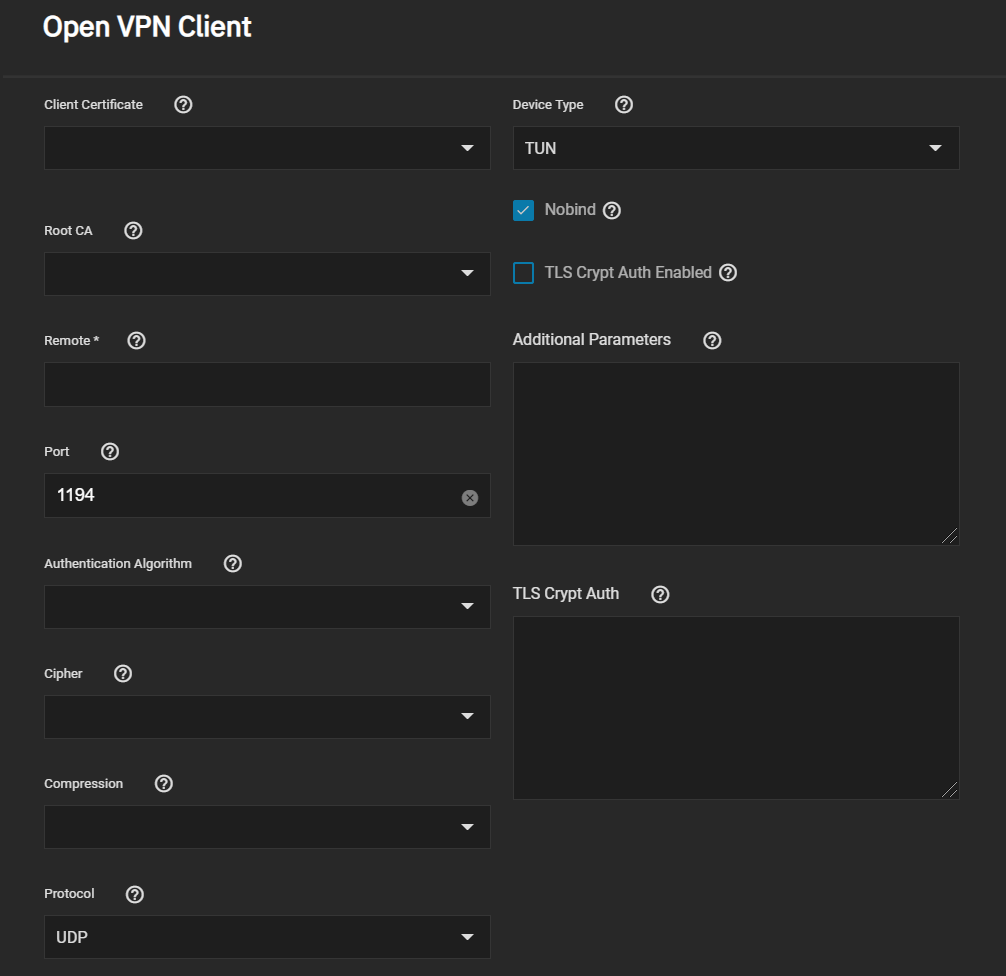 Open VPN Client
Client Certificate
Root CA
Remote *
Port
1194
Authentication Algorithm
Cipher
Compression
Protocol
UDP
Device Type
TUN
Nobind
TLS Crypt Auth Enabled
Additional Parameters
TLS Crypt Auth